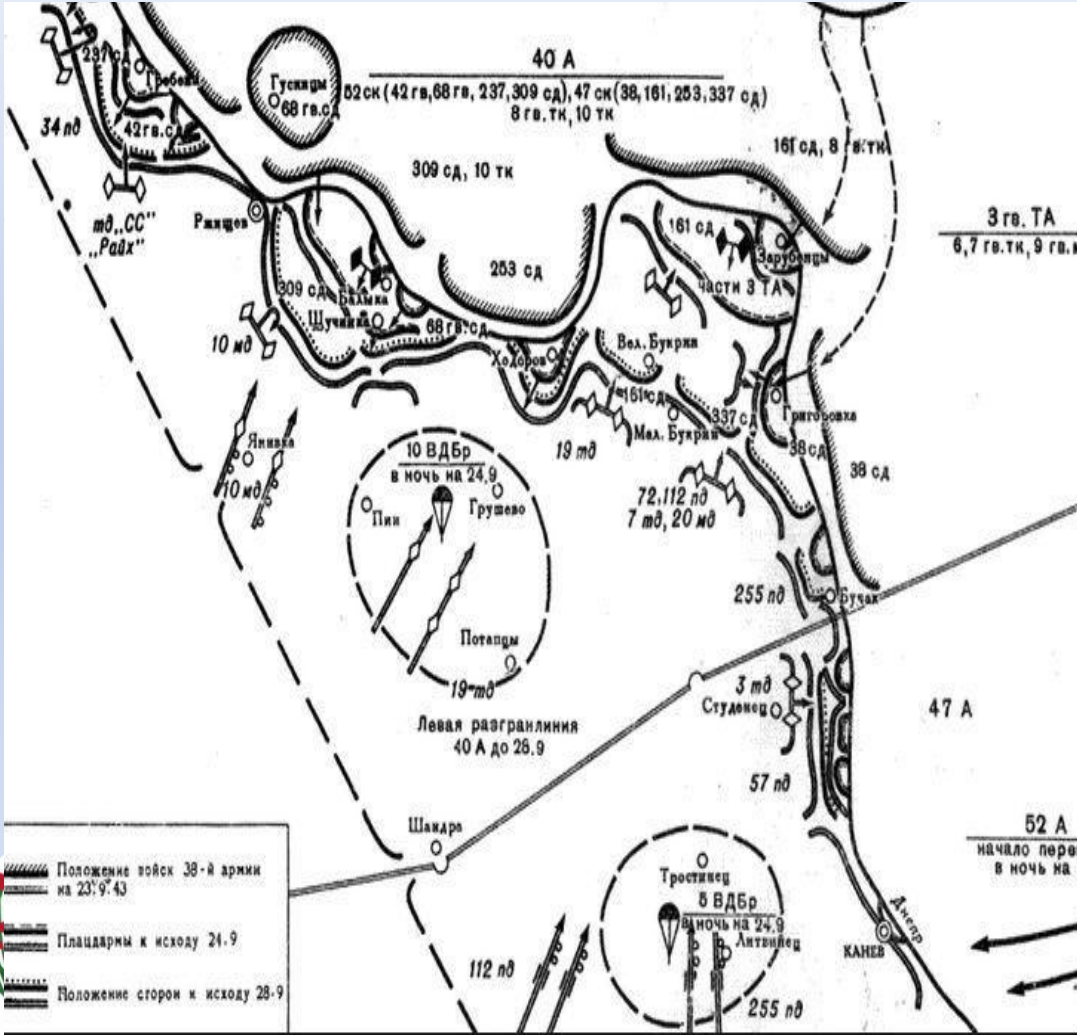 237 сд
Гребени
34 пд
42 гв.сд
тд„СС"
„Райх"
Гусинцы
68 гв.сд
40 А
52 ск (42 гв, 68 гв, 237, 309 сд), 47 ск (38, 161, 253, 337 сд)
8 гв. тк, 10 тк
309 сд, 10 тк
161 сд, 8 гв. тк
3 гв. ТА
6,7 гв.тк, 9 гв.
Ржищев
253 сд
161 сд
Зарубенцы
части 3 ТА
309 сд
Балыка
Щучинка
68 гв. сд
10 мд
Ходоров
Вел. Букрин
161 сд
Мал. Букрин
19 тд
337 сд
Григоровка
38 сд
38 сд
Янивка
10 мд
10 ВДБр
в ночь на 24.9
Пии
Грушево
72,112 пд
7 тд, 20 мд
Потапцы
19 тд
255 пд
Бучак
Левая разгранлиния
40 А до 28.9
3 тд
Студенец
47 А
57 пд
Шандра
52 А
начало пере
в ночь на
Тростинец
5 ВДБр
в ночь на 24.9
Литвинец
112 пд
255 пд
КАНЕВ
Днепр
Положение войск 38-й армии
на 23.9.43
Плацдармы к исходу 24.9
Положение сторон к исходу 28.9